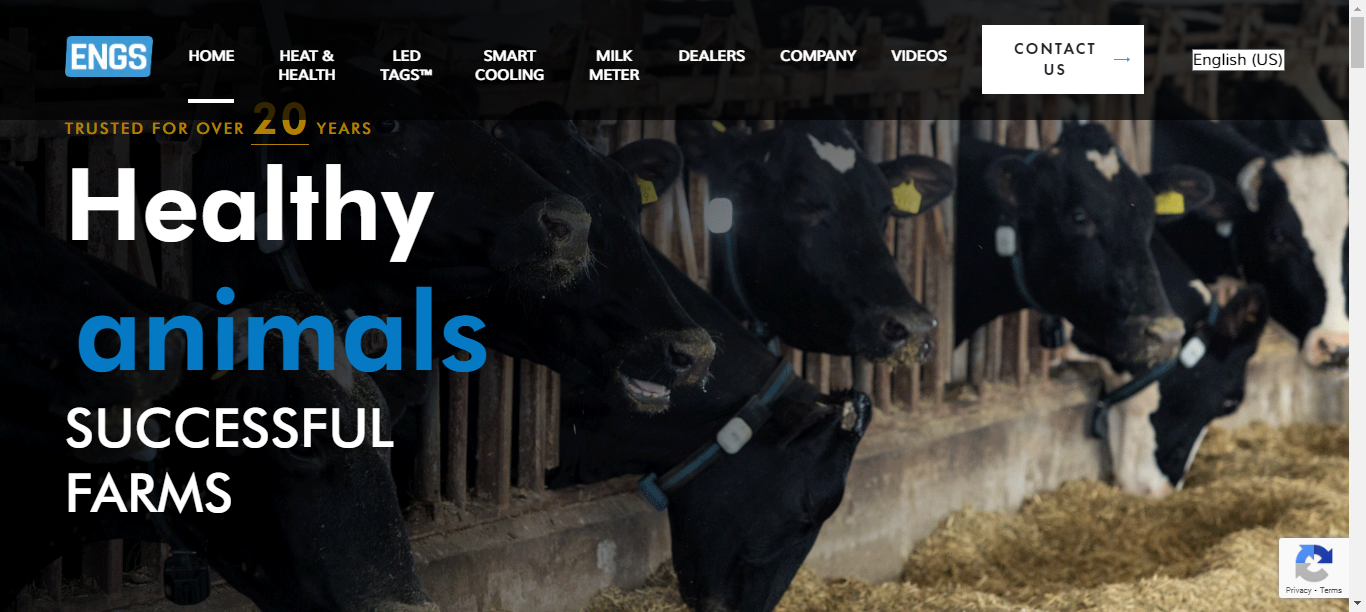 ENGS
HOME
HEAT &
HEALTH
LED
TAGS™
SMART
COOLING
MILK
METER
DEALERS
COMPANY
VIDEOS
CONTACT
US
English (US)
TRUSTED FOR OVER 20 YEARS
Healthy
animals
SUCCESSFUL
FARMS
Privacy - Terms